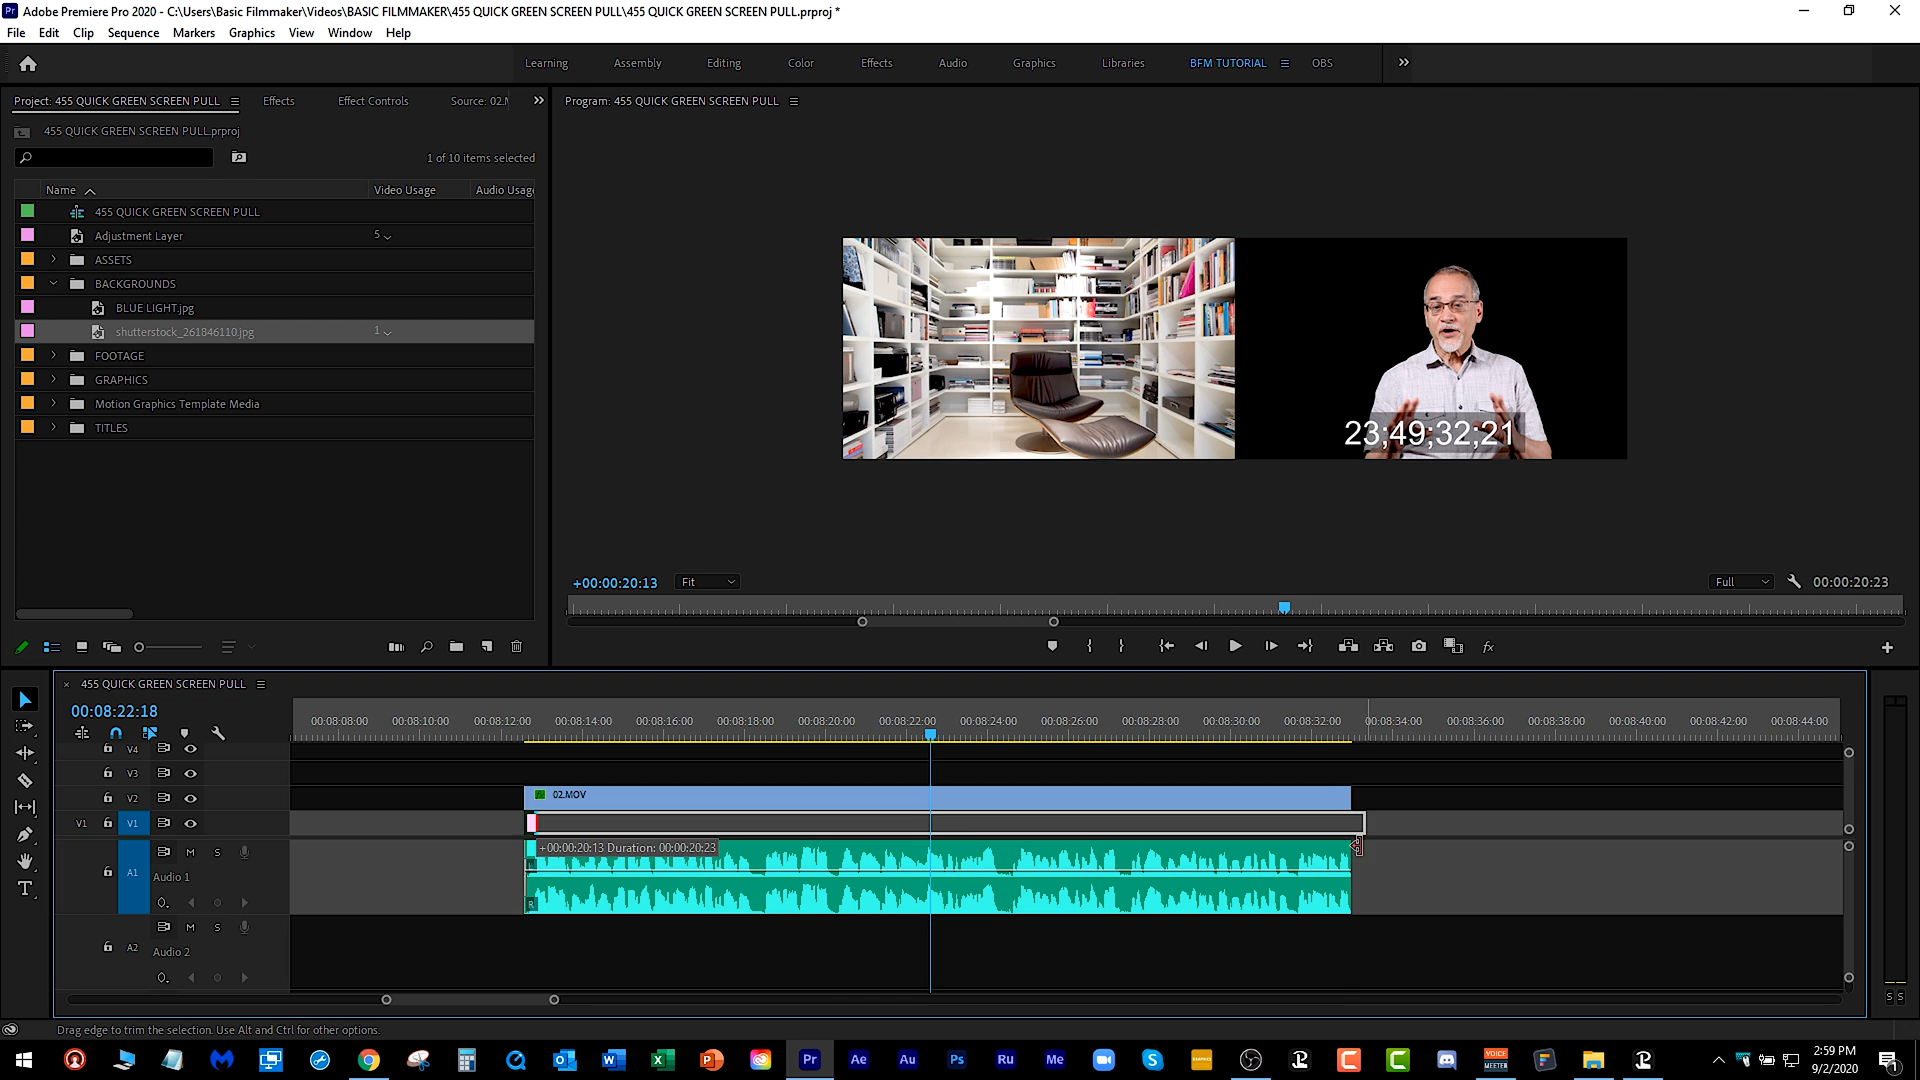 Adobe Premiere Pro 2020 - C:\Users\Basic Filmmaker\Videos\BASIC FILMMAKER\455 QUICK GREEN SCREEN PULL\455 QUICK GREEN SCREEN PULL.prproj *
File Edit Clip Sequence Markers Graphics View Window Help
Learning Assembly Editing Color Effects Audio Graphics Libraries BFM TUTORIAL OBS
Project: 455 QUICK GREEN SCREEN PULL Effects Effect Controls Source: 02.
Program: 455 QUICK GREEN SCREEN PULL
455 QUICK GREEN SCREEN PULL.prproj
1 of 10 items selected
Name Video Usage Audio Usage
455 QUICK GREEN SCREEN PULL
Adjustment Layer 5
ASSETS
BACKGROUNDS
BLUE LIGHT.jpg
shutterstock_261846110.jpg 1
FOOTAGE
GRAPHICS
Motion Graphics Template Media
TITLES
23;49;32;21
+00:00:20:13 Fit Full 00:00:20:23
455 QUICK GREEN SCREEN PULL
00:08:22:18
00:08:08:00 00:08:10:00 00:08:12:00 00:08:14:00 00:08:16:00 00:08:18:00 00:08:20:00 00:08:22:00 00:08:24:00 00:08:26:00 00:08:28:00 00:08:30:00 00:08:32:00 00:08:34:00 00:08:36:00 00:08:38:00 00:08:40:00 00:08:42:00 00:08:44:00
V4
V3
V2 fx 02.MOV
V1 V1
M S +00:00:20:13 Duration: 00:00:20:23
A1 Audio 1
R
M S
A2 Audio 2
S S
Drag edge to trim the selection. Use Alt and Ctrl for other options.
Pr Ae Au Ps Ru Me VOICE MEETER
2:59 PM
9/2/2020